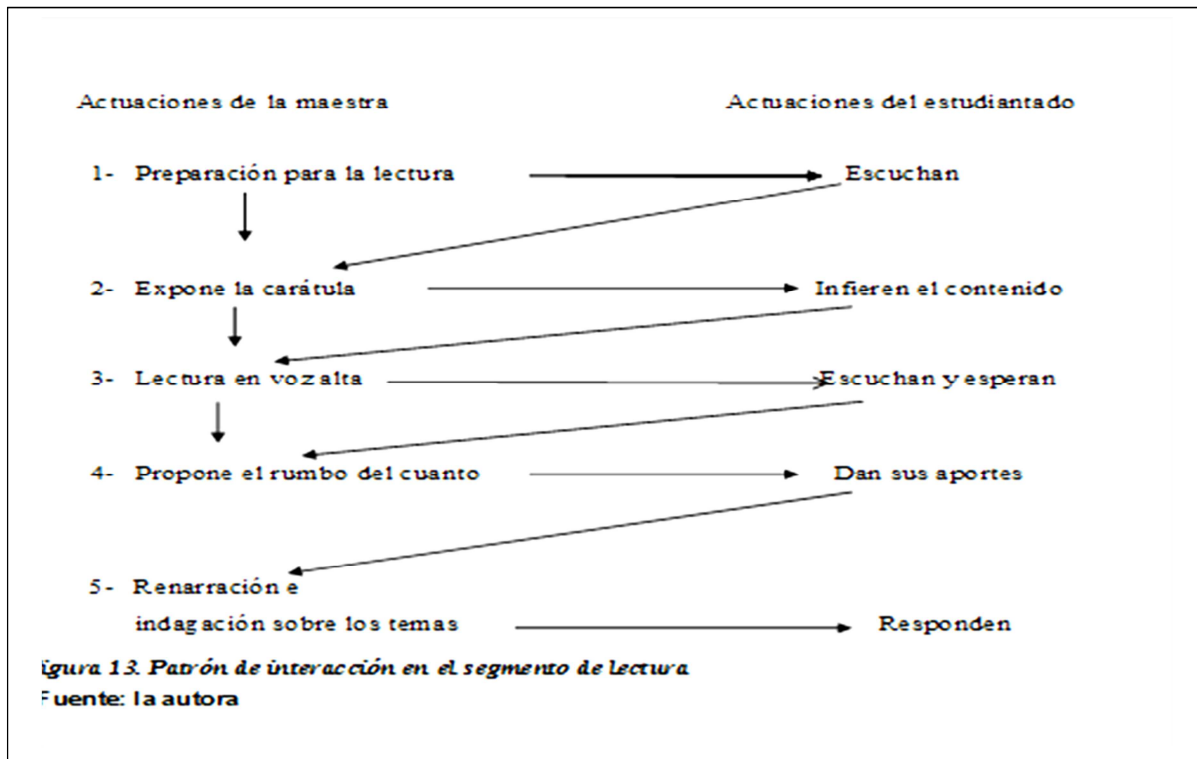 Actuaciones de la maestra Actuaciones del estudiantado
1- Preparación para la lectura Escuchan
2- Expone la carátula Infieren el contenido
3- Lectura en voz alta Escuchan y esperan
4- Propone el rumbo del cuanto Dan sus aportes
5- Renarración e
indagación sobre los temas Responden
igura 13. Patrón de interacción en el segmento de lectura
Fuente: la autora